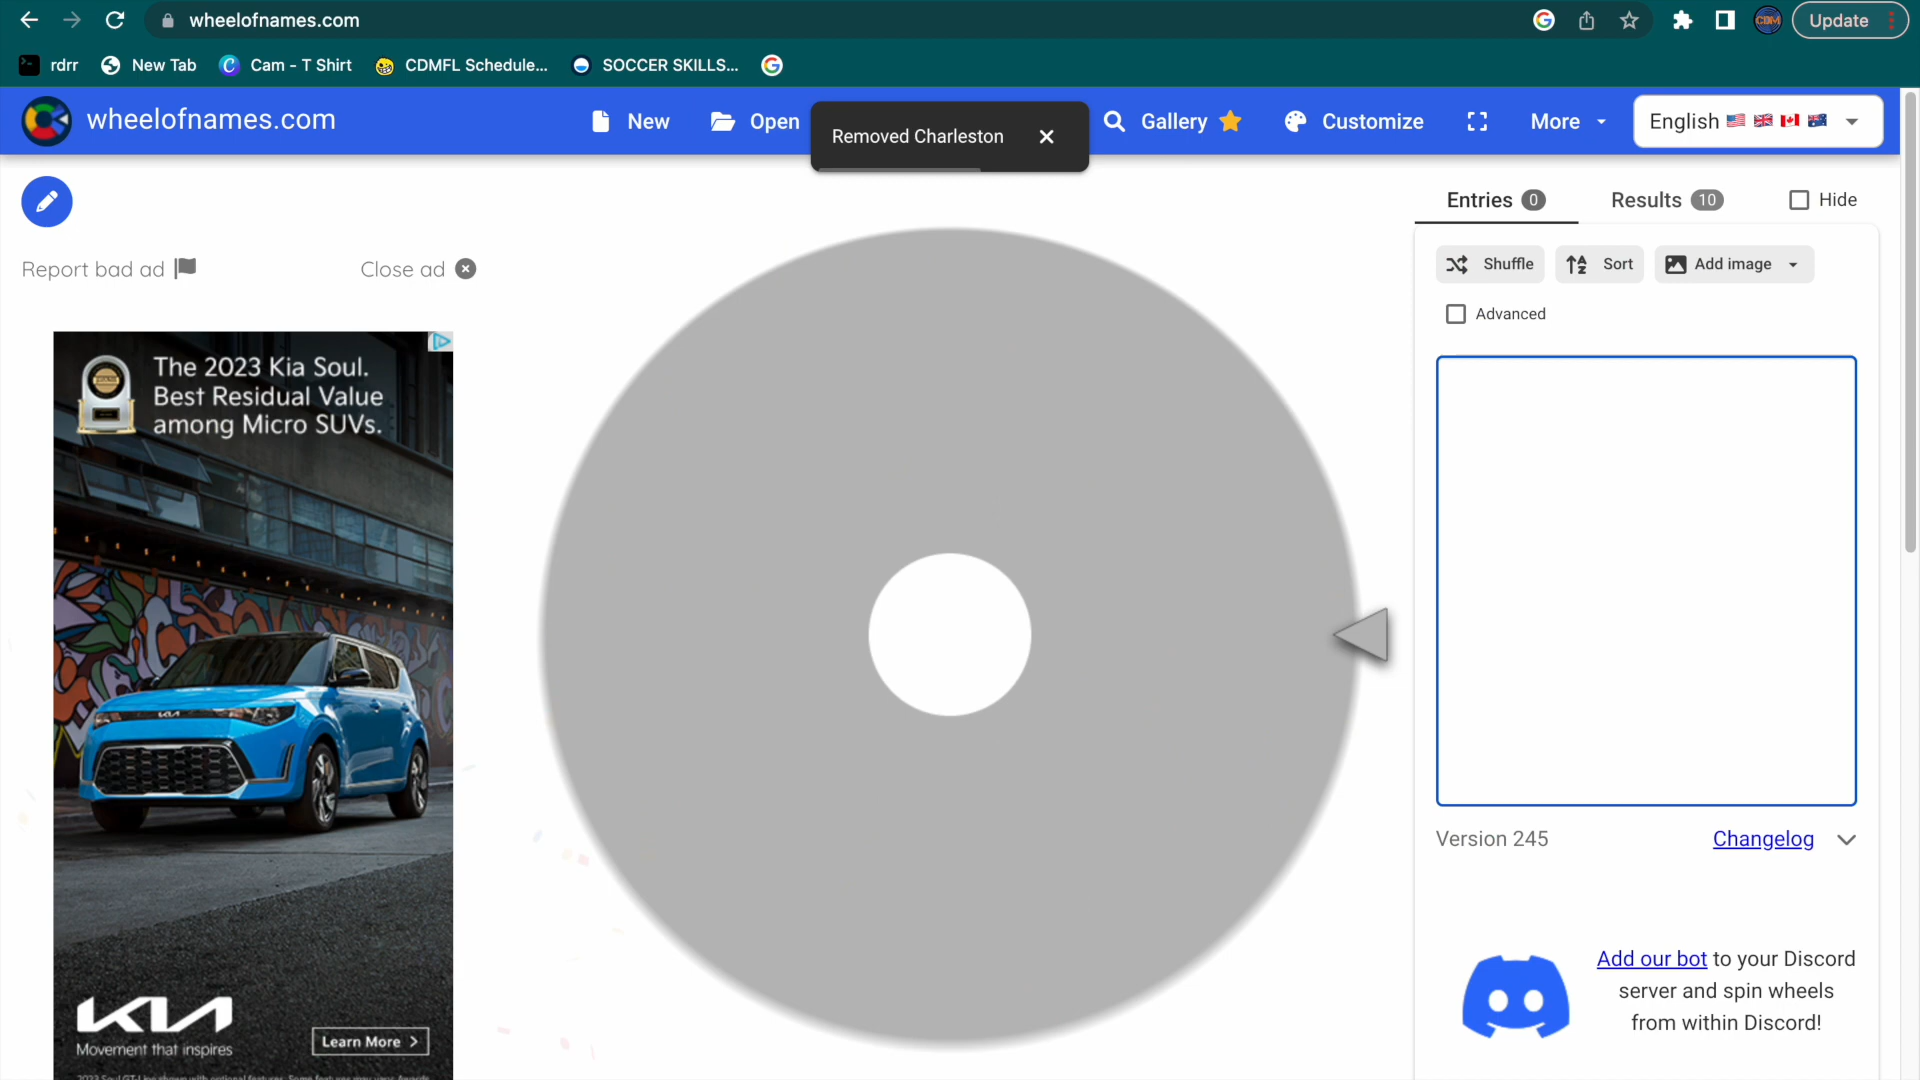 wheelofnames.com
Update
rdrr
New Tab
Cam - T Shirt
CDMFL Schedule...
SOCCER SKILLS...
wheelofnames.com
New
Open
Removed Charleston
Gallery
Customize
More
English
Entries 0
Results 10
Hide
Report bad ad
Close ad
Shuffle
Sort
Add image
Advanced
The 2023 Kia Soul.
Best Residual Value
among Micro SUVs.
KIA
Movement that inspires
Learn More
Version 245
Changelog
Add our bot to your Discord
server and spin wheels
from within Discord!